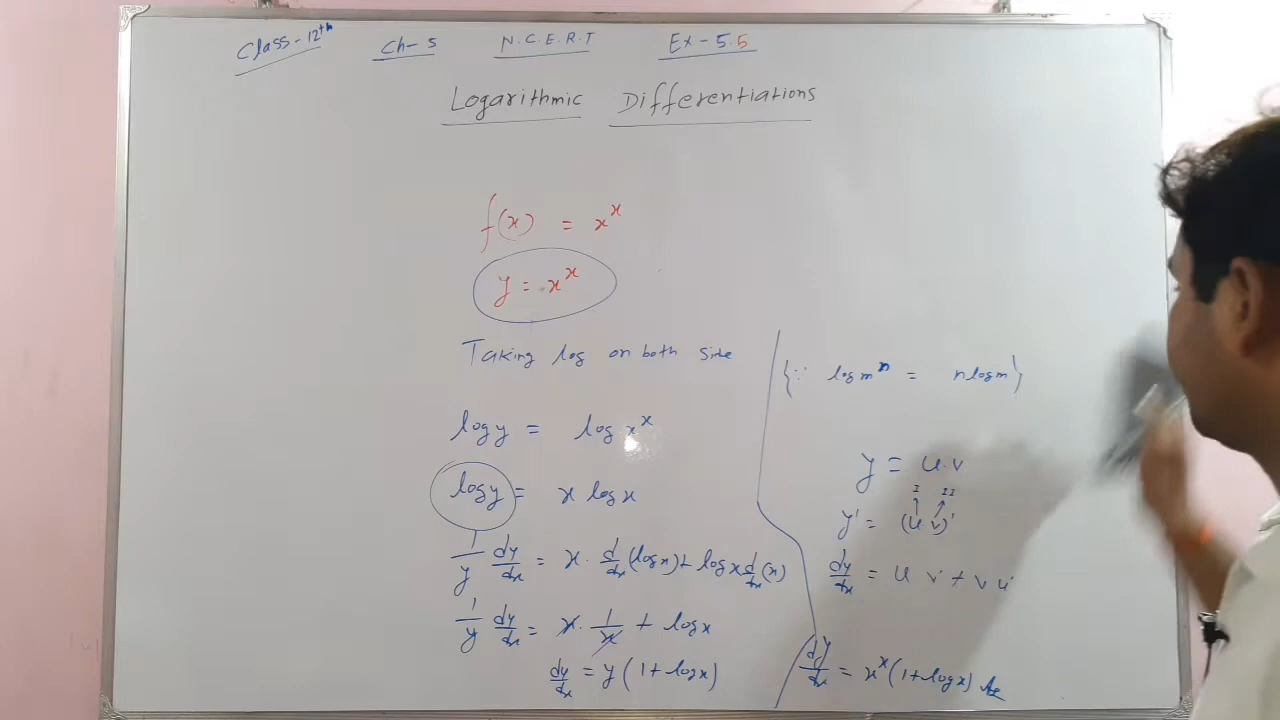 Class-12th Ch-5 N.C.E.R.T Ex-5.5
Logarithmic Differentiations
f(x) = x^x
y = x^x
Taking log on both side
log y = log x^x
log y = x log x
1/y dy/dx = x. d/dx (log x) + log x d/dx (x)
1/y dy/dx = x. 1/x + log x
dy/dx = y (1 + log x)
{∵ log m^n = n log m}
y = u.v
I II
y' = (u v)'
dy/dx = u v' + v u'
dy/dx = x^x (1 + log x)